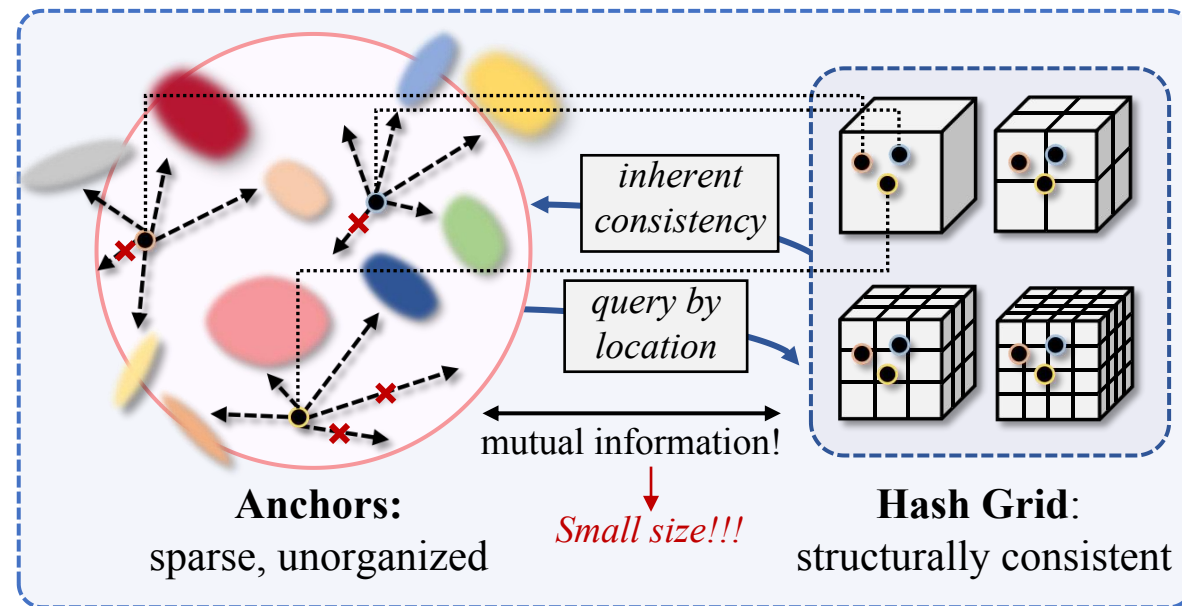 inherent
consistency
query by
location
mutual information!
Small size!!!
Anchors:
sparse, unorganized
Hash Grid:
structurally consistent